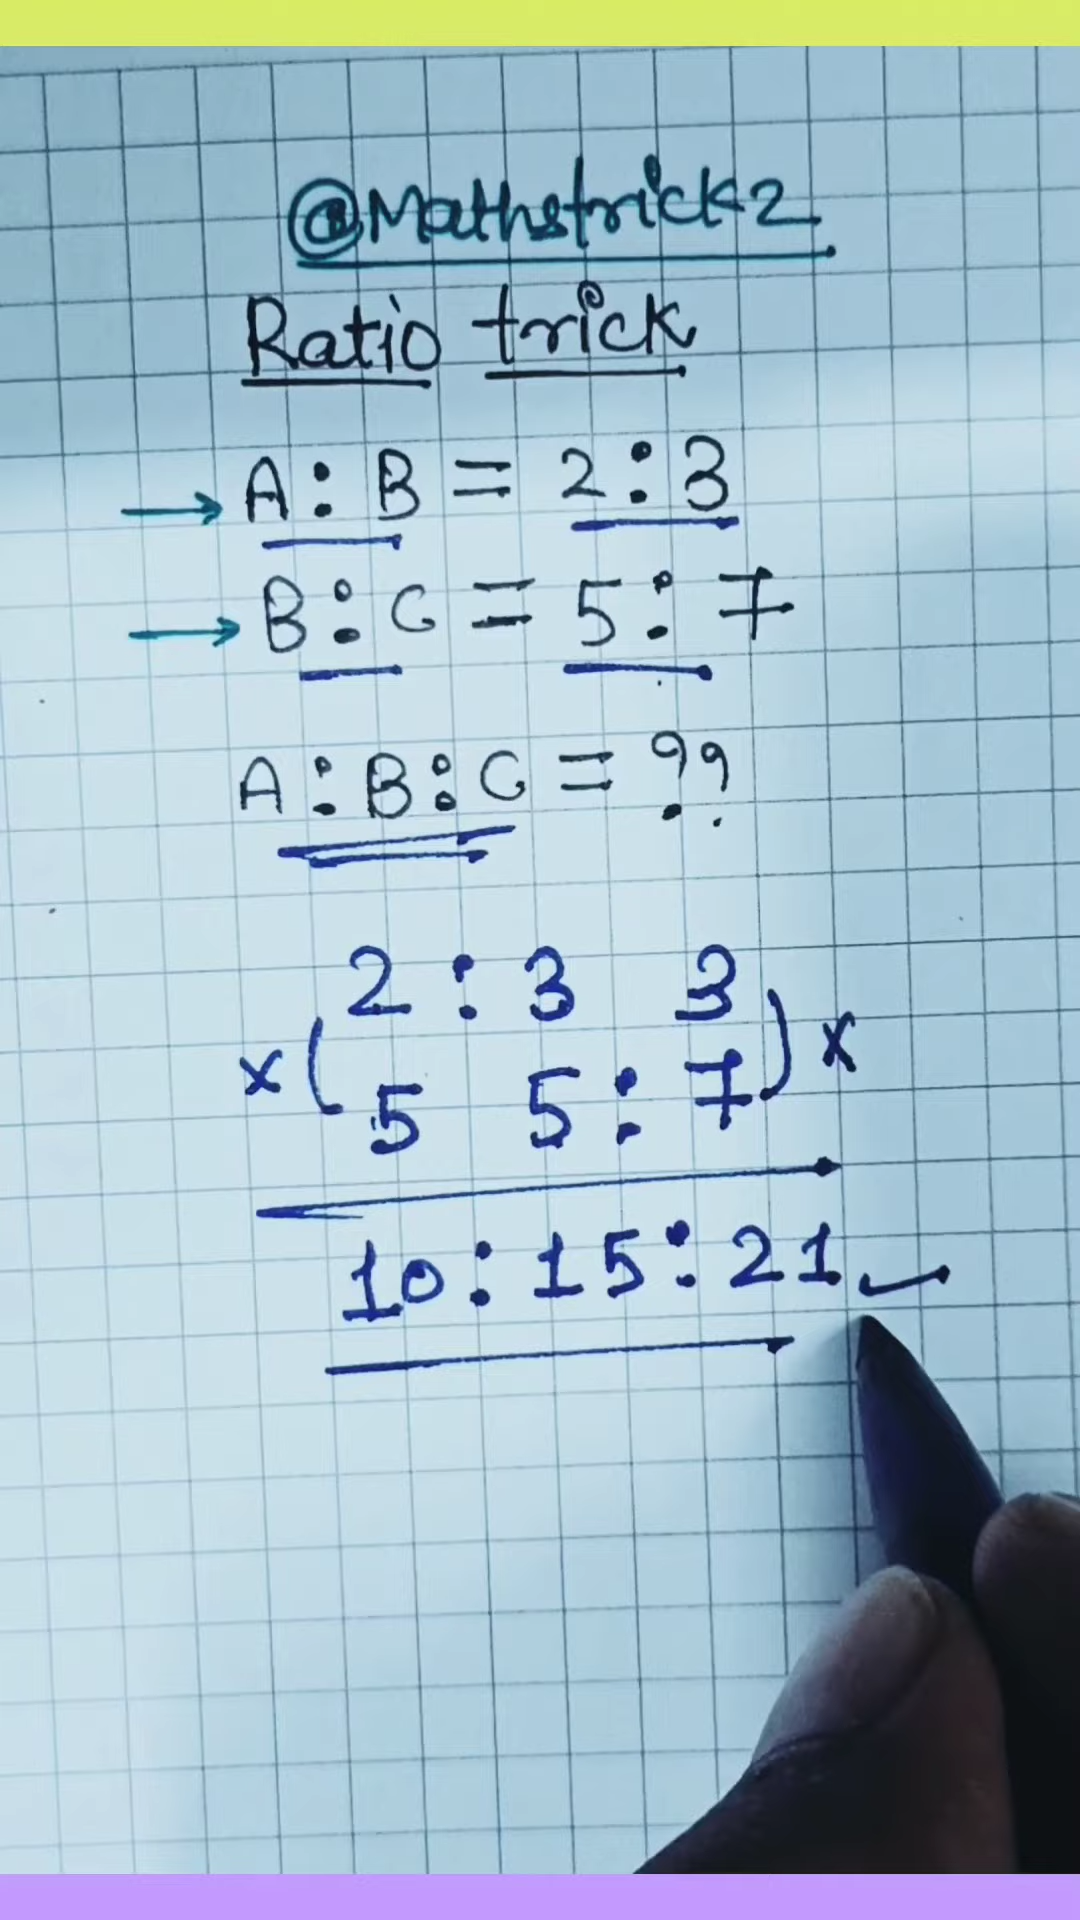 @Mathstrick2
Ratio trick
→ A : B = 2 : 3
→ B : C = 5 : 7
A : B : C = ??
2 : 3 3
×( 5 5 : 7 )×
10 : 15 : 21